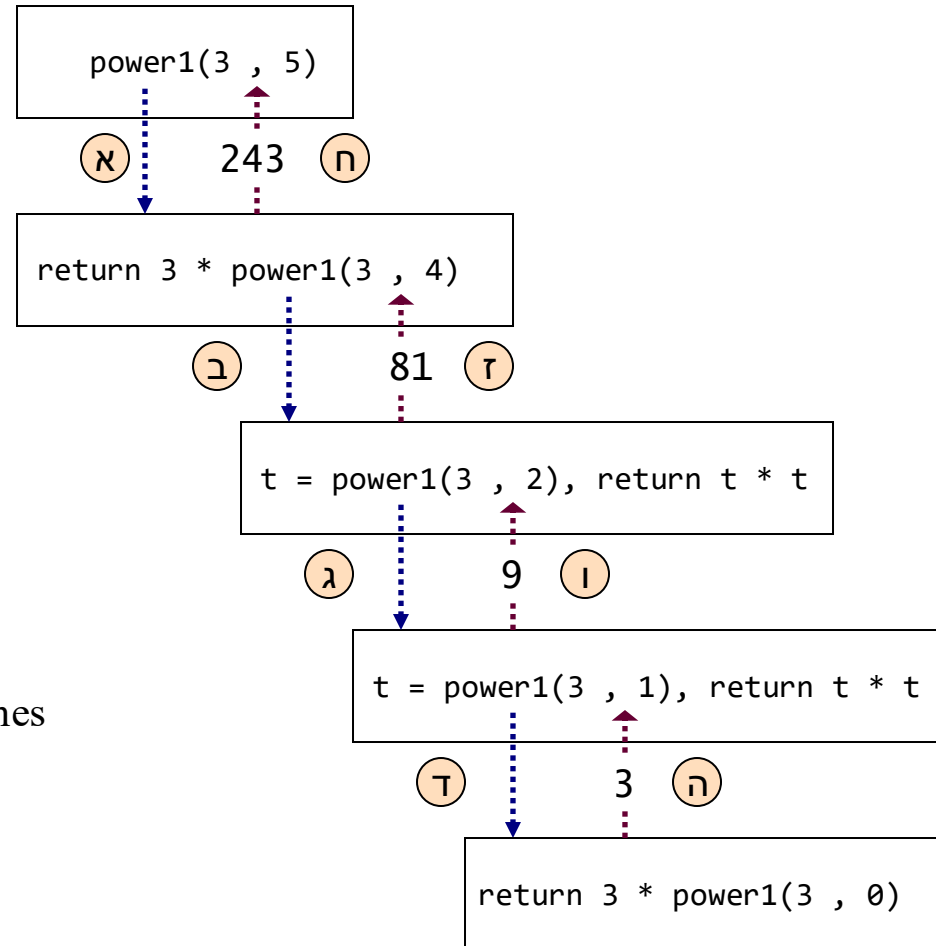 power1(3 , 5)
א 243 ח
return 3 * power1(3 , 4)
ב 81 ז
t = power1(3 , 2), return t * t
ג 9 ו
t = power1(3 , 1), return t * t
ד 3 ה
return 3 * power1(3 , 0)